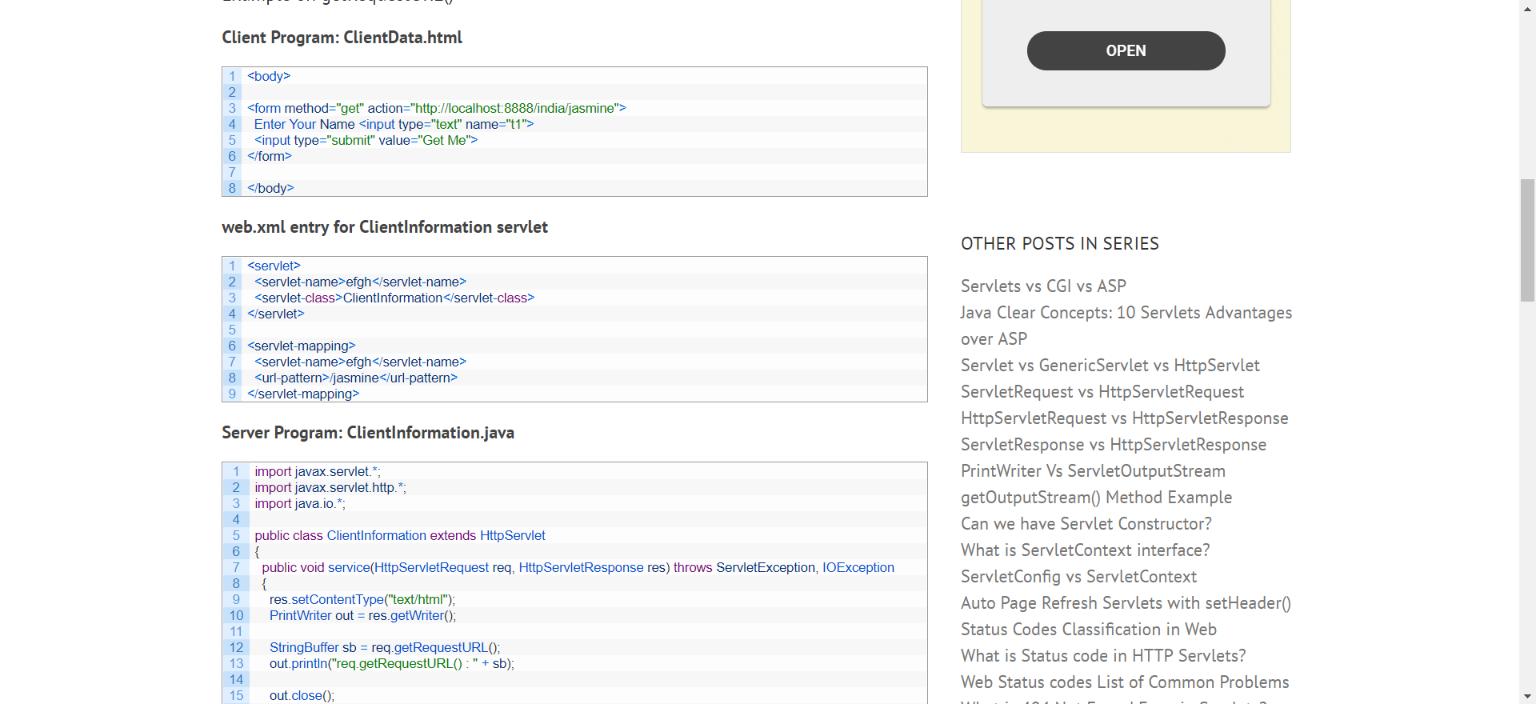 Example on getRequestURL()
Client Program: ClientData.html
1 <body>
2
3 <form method="get" action="http://localhost:8888/india/jasmine">
4 Enter Your Name <input type="text" name="t1">
5 <input type="submit" value="Get Me">
6 </form>
7
8 </body>
web.xml entry for ClientInformation servlet
1 <servlet>
2 <servlet-name>efgh</servlet-name>
3 <servlet-class>ClientInformation</servlet-class>
4 </servlet>
5
6 <servlet-mapping>
7 <servlet-name>efgh</servlet-name>
8 <url-pattern>/jasmine</url-pattern>
9 </servlet-mapping>
Server Program: ClientInformation.java
1 import javax.servlet.*;
2 import javax.servlet.http.*;
3 import java.io.*;
4
5 public class ClientInformation extends HttpServlet
6 {
7 public void service(HttpServletRequest req, HttpServletResponse res) throws ServletException, IOException
8 {
9 res.setContentType("text/html");
10 PrintWriter out = res.getWriter();
11
12 StringBuffer sb = req.getRequestURL();
13 out.println("req.getRequestURL() : " + sb);
14
15 out.close();
OPEN
OTHER POSTS IN SERIES
Servlets vs CGI vs ASP
Java Clear Concepts: 10 Servlets Advantages
over ASP
Servlet vs GenericServlet vs HttpServlet
ServletRequest vs HttpServletRequest
HttpServletRequest vs HttpServletResponse
ServletResponse vs HttpServletResponse
PrintWriter Vs ServletOutputStream
getOutputStream() Method Example
Can we have Servlet Constructor?
What is ServletContext interface?
ServletConfig vs ServletContext
Auto Page Refresh Servlets with setHeader()
Status Codes Classification in Web
What is Status code in HTTP Servlets?
Web Status codes List of Common Problems